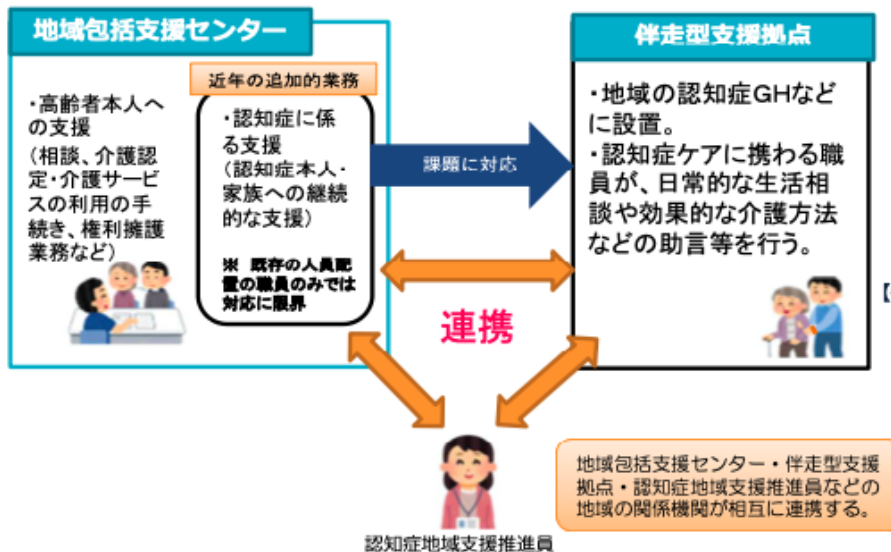 地域包括支援センター
近年の追加的業務
・高齢者本人へ
の支援
(相談、介護認
定・介護サービ
スの利用の手
続き、権利擁護
業務など)
・認知症に係
る支援
(認知症本人・
家族への継続
的な支援)
※ 既存の人員配
置の職員のみでは
対応に限界
課題に対応
連携
伴走型支援拠点
・地域の認知症GHなど
に設置。
・認知症ケアに携わる職
員が、日常的な生活相
談や効果的な介護方法
などの助言等を行う。
【
認知症地域支援推進員
地域包括支援センター・伴走型支援
拠点・認知症地域支援推進員などの
地域の関係機関が相互に連携する。